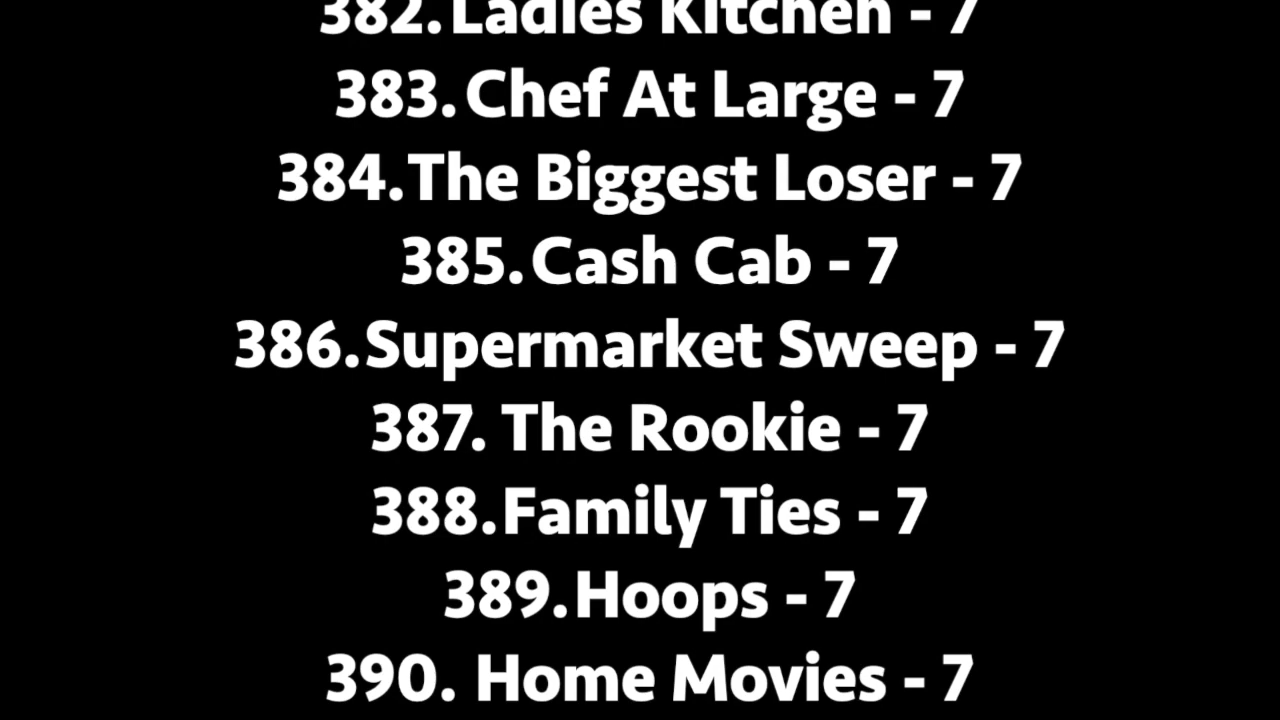 382. Ladies Kitchen - 7
383. Chef At Large - 7
384. The Biggest Loser - 7
385. Cash Cab - 7
386. Supermarket Sweep - 7
387. The Rookie - 7
388. Family Ties - 7
389. Hoops - 7
390. Home Movies - 7